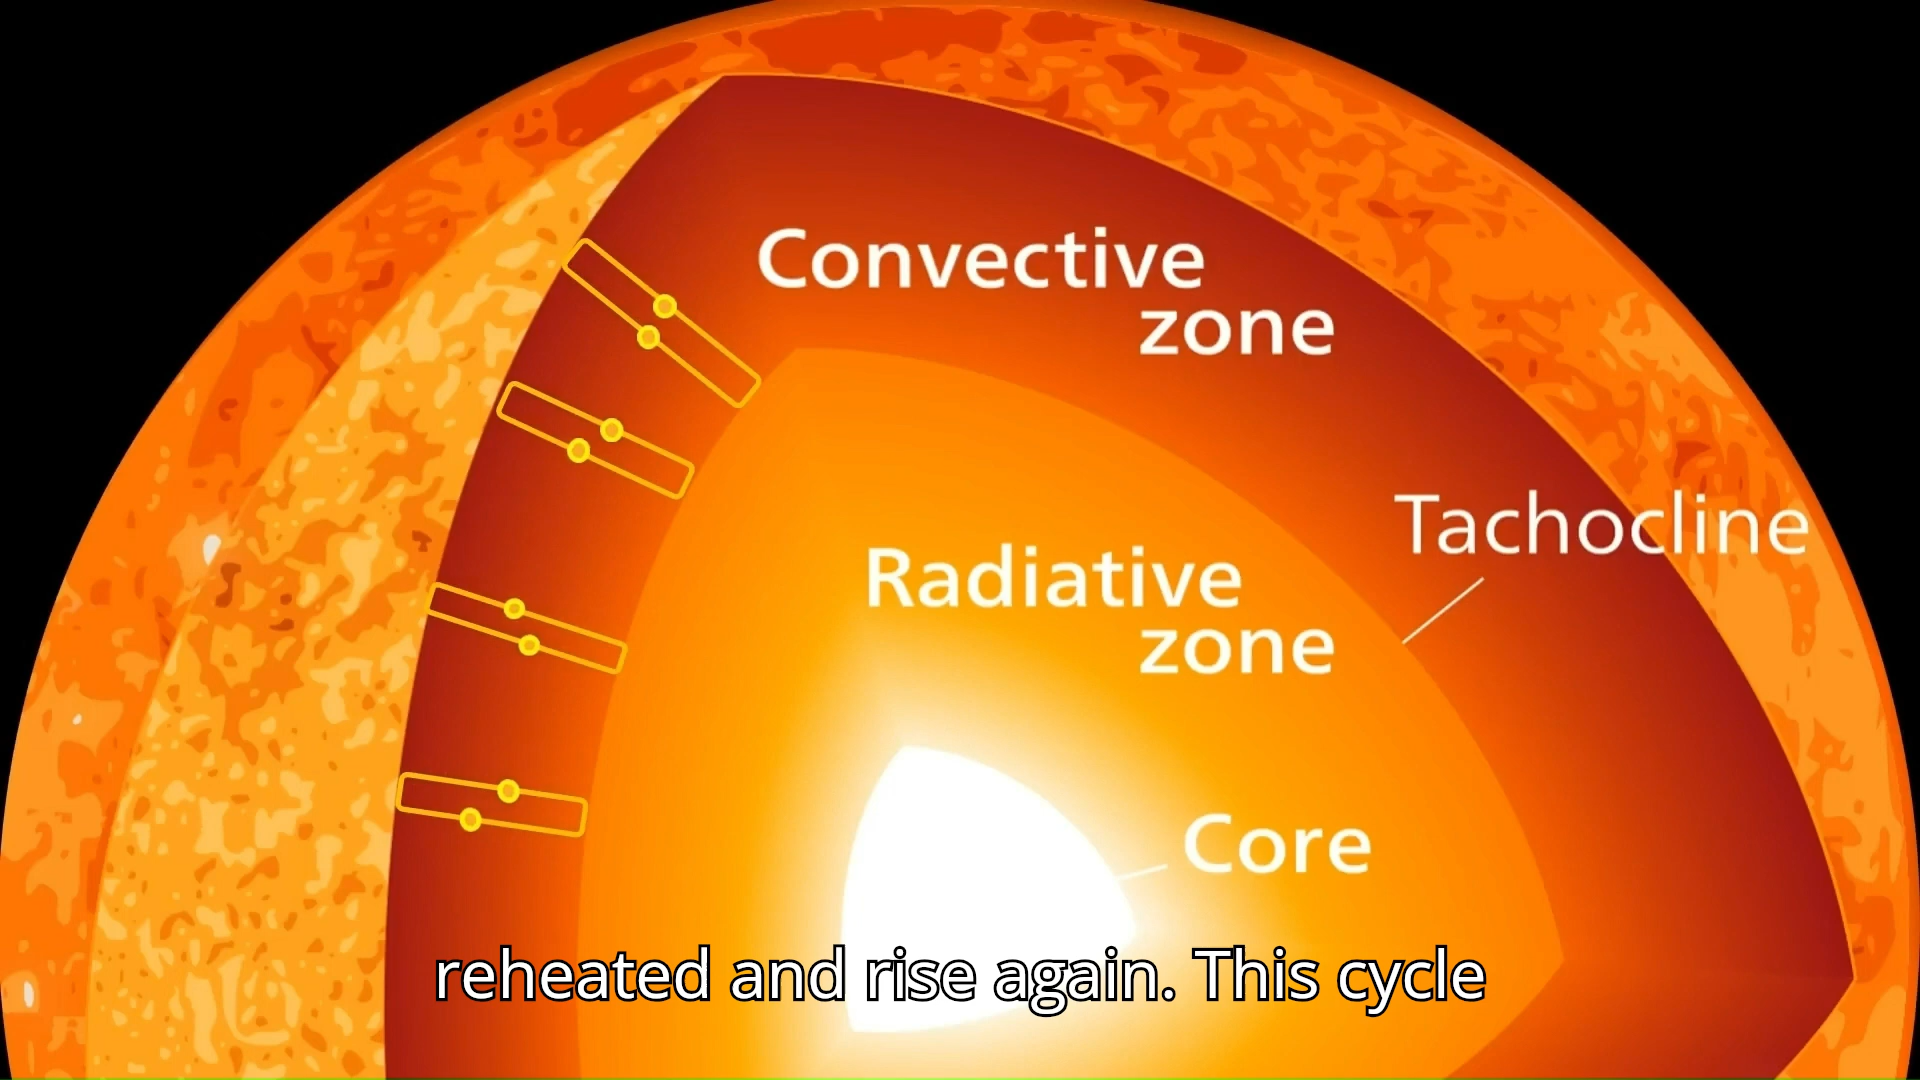 Convective
zone
Tachocline
Radiative
zone
Core
reheated and rise again. This cycle